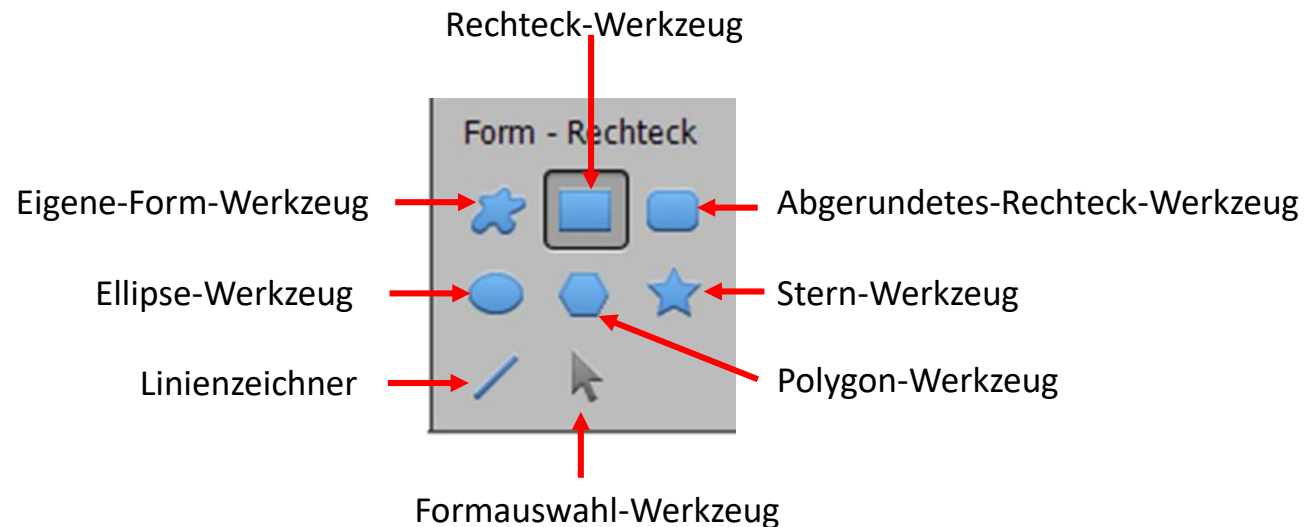 Rechteck-Werkzeug
Form - Rechteck
Eigene-Form-Werkzeug
Abgerundetes-Rechteck-Werkzeug
Ellipse-Werkzeug
Stern-Werkzeug
Linienzeichner
Polygon-Werkzeug
Formauswahl-Werkzeug